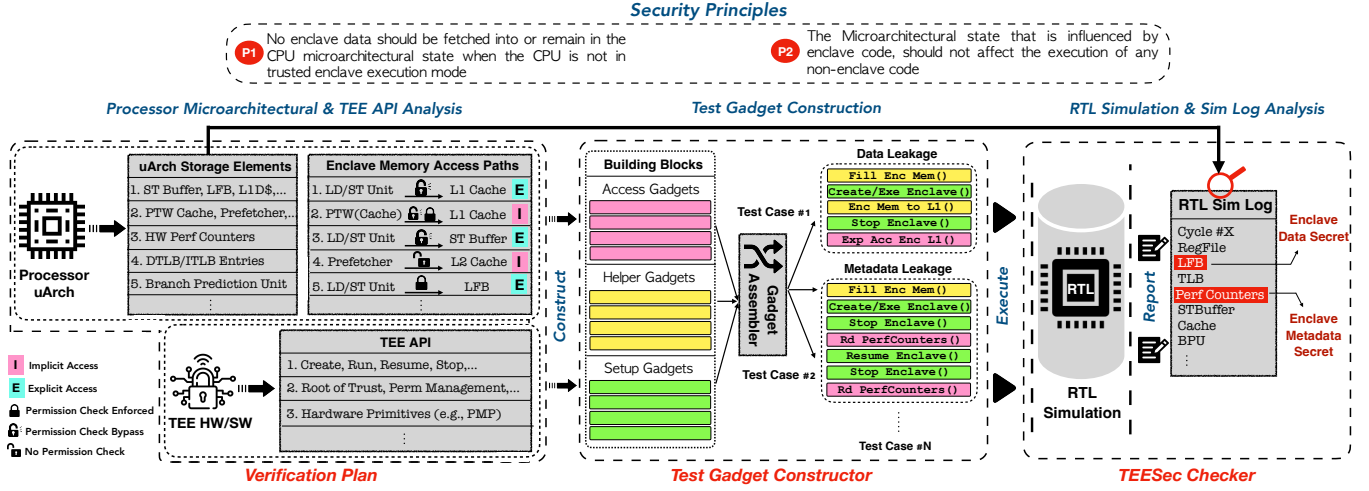 Security Principles
P1
No enclave data should be fetched into or remain in the
CPU microarchitectural state when the CPU is not in
trusted enclave execution mode
P2
The Microarchitectural state that is influenced by
enclave code, should not affect the execution of any
non-enclave code
Processor Microarchitectural & TEE API Analysis
Test Gadget Construction
RTL Simulation & Sim Log Analysis
Processor
uArch
uArch Storage Elements
1. ST Buffer, LFB, L1D$,...
2. PTW Cache, Prefetcher,...
3. HW Perf Counters
4. DTLB/ITLB Entries
5. Branch Prediction Unit
⋮
Enclave Memory Access Paths
1. LD/ST Unit L1 Cache E
2. PTW(Cache) L1 Cache I
3. LD/ST Unit ST Buffer E
4. Prefetcher L2 Cache I
5. LD/ST Unit LFB E
⋮
I Implicit Access
E Explicit Access
Permission Check Enforced
Permission Check Bypass
No Permission Check
TEE HW/SW
TEE API
1. Create, Run, Resume, Stop,...
2. Root of Trust, Perm Management,...
3. Hardware Primitives (e.g., PMP)
⋮
Verification Plan
Construct
Building Blocks
Access Gadgets
Helper Gadgets
Setup Gadgets
Gadget
Assembler
Test Case #1
Test Case #2
Data Leakage
Fill Enc Mem()
Create/Exe Enclave()
Enc Mem to L1()
Stop Enclave()
Exp Acc Enc L1()
Metadata Leakage
Fill Enc Mem()
Create/Exe Enclave()
Stop Enclave()
Rd PerfCounters()
Resume Enclave()
Stop Enclave()
Rd PerfCounters()
⋮
Test Case #N
Test Gadget Constructor
Execute
RTL
RTL
Simulation
Report
RTL Sim Log
Cycle #X
RegFile
LFB
TLB
Perf Counters
STBuffer
Cache
BPU
⋮
Enclave
Data Secret
Enclave
Metadata
Secret
TEESec Checker